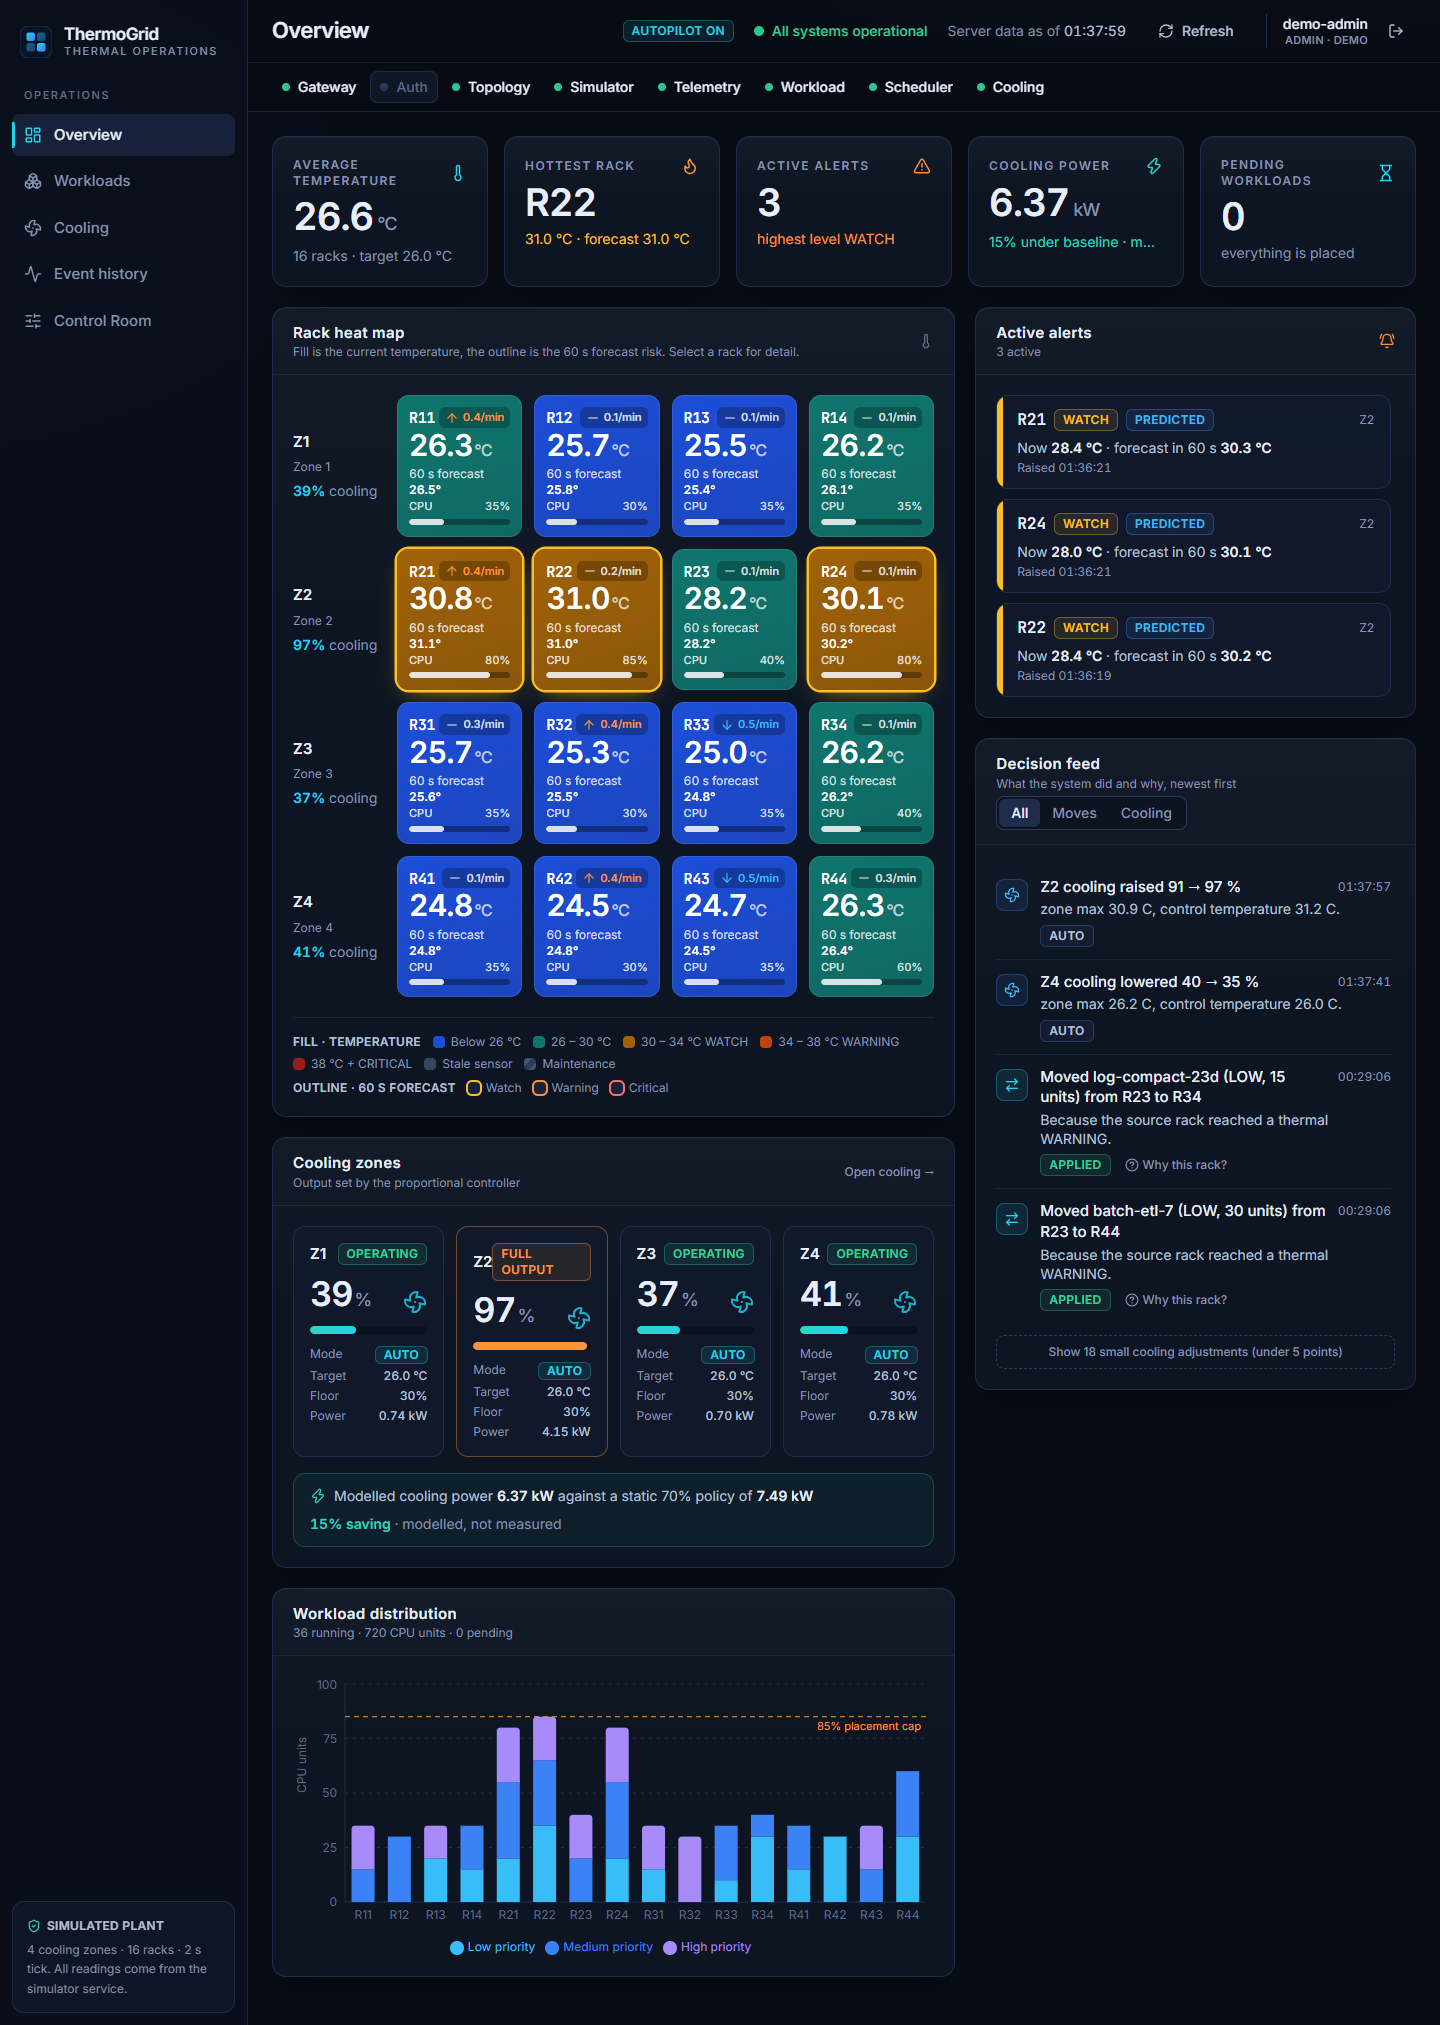 ThermoGrid
THERMAL OPERATIONS
OPERATIONS
Overview
Workloads
Cooling
Event history
Control Room
SIMULATED PLANT
4 cooling zones · 16 racks · 2 s
tick. All readings come from the
simulator service.
Overview
AUTOPILOT ON
All systems operational
Server data as of 01:37:59
Refresh
demo-admin
ADMIN · DEMO
Gateway
Auth
Topology
Simulator
Telemetry
Workload
Scheduler
Cooling
AVERAGE
TEMPERATURE
26.6 °C
16 racks · target 26.0 °C
HOTTEST RACK
R22
31.0 °C · forecast 31.0 °C
ACTIVE ALERTS
3
highest level WATCH
COOLING POWER
6.37 kW
15% under baseline · m...
PENDING
WORKLOADS
0
everything is placed
Rack heat map
Fill is the current temperature, the outline is the 60 s forecast risk. Select a rack for detail.
Z1
Zone 1
39% cooling
R11 ↑ 0.4/min
26.3 °C
60 s forecast
26.5°
CPU 35%
R12 — 0.1/min
25.7 °C
60 s forecast
25.8°
CPU 30%
R13 — 0.1/min
25.5 °C
60 s forecast
25.4°
CPU 35%
R14 — 0.1/min
26.2 °C
60 s forecast
26.1°
CPU 35%
Z2
Zone 2
97% cooling
R21 ↑ 0.4/min
30.8 °C
60 s forecast
31.1°
CPU 80%
R22 — 0.2/min
31.0 °C
60 s forecast
31.0°
CPU 85%
R23 — 0.1/min
28.2 °C
60 s forecast
28.2°
CPU 40%
R24 — 0.1/min
30.1 °C
60 s forecast
30.2°
CPU 80%
Z3
Zone 3
37% cooling
R31 — 0.3/min
25.7 °C
60 s forecast
25.6°
CPU 35%
R32 ↑ 0.4/min
25.3 °C
60 s forecast
25.5°
CPU 30%
R33 ↓ 0.5/min
25.0 °C
60 s forecast
24.8°
CPU 35%
R34 — 0.1/min
26.2 °C
60 s forecast
26.2°
CPU 40%
Z4
Zone 4
41% cooling
R41 — 0.1/min
24.8 °C
60 s forecast
24.8°
CPU 35%
R42 ↑ 0.4/min
24.5 °C
60 s forecast
24.8°
CPU 30%
R43 ↓ 0.5/min
24.7 °C
60 s forecast
24.5°
CPU 35%
R44 — 0.3/min
26.3 °C
60 s forecast
26.4°
CPU 60%
FILL · TEMPERATURE Below 26 °C 26 – 30 °C 30 – 34 °C WATCH 34 – 38 °C WARNING
38 °C + CRITICAL Stale sensor Maintenance
OUTLINE · 60 S FORECAST Watch Warning Critical
Active alerts
3 active
R21 WATCH PREDICTED Z2
Now 28.4 °C · forecast in 60 s 30.3 °C
Raised 01:36:21
R24 WATCH PREDICTED Z2
Now 28.0 °C · forecast in 60 s 30.1 °C
Raised 01:36:21
R22 WATCH PREDICTED Z2
Now 28.4 °C · forecast in 60 s 30.2 °C
Raised 01:36:19
Decision feed
What the system did and why, newest first
All Moves Cooling
Z2 cooling raised 91 → 97 % 01:37:57
zone max 30.9 C, control temperature 31.2 C.
AUTO
Z4 cooling lowered 40 → 35 % 01:37:41
zone max 26.2 C, control temperature 26.0 C.
AUTO
Moved log-compact-23d (LOW, 15 00:29:06
units) from R23 to R34
Because the source rack reached a thermal
WARNING.
APPLIED Why this rack?
Moved batch-etl-7 (LOW, 30 units) from 00:29:06
R23 to R44
Because the source rack reached a thermal
WARNING.
APPLIED Why this rack?
Show 18 small cooling adjustments (under 5 points)
Cooling zones
Output set by the proportional controller
Open cooling →
Z1 OPERATING
39 %
Mode AUTO
Target 26.0 °C
Floor 30%
Power 0.74 kW
Z2 FULL
OUTPUT
97 %
Mode AUTO
Target 26.0 °C
Floor 30%
Power 4.15 kW
Z3 OPERATING
37 %
Mode AUTO
Target 26.0 °C
Floor 30%
Power 0.70 kW
Z4 OPERATING
41 %
Mode AUTO
Target 26.0 °C
Floor 30%
Power 0.78 kW
Modelled cooling power 6.37 kW against a static 70% policy of 7.49 kW
15% saving · modelled, not measured
Workload distribution
36 running · 720 CPU units · 0 pending
CPU units
100
75
50
25
0
85% placement cap
R11 R12 R13 R14 R21 R22 R23 R24 R31 R32 R33 R34 R41 R42 R43 R44
Low priority Medium priority High priority